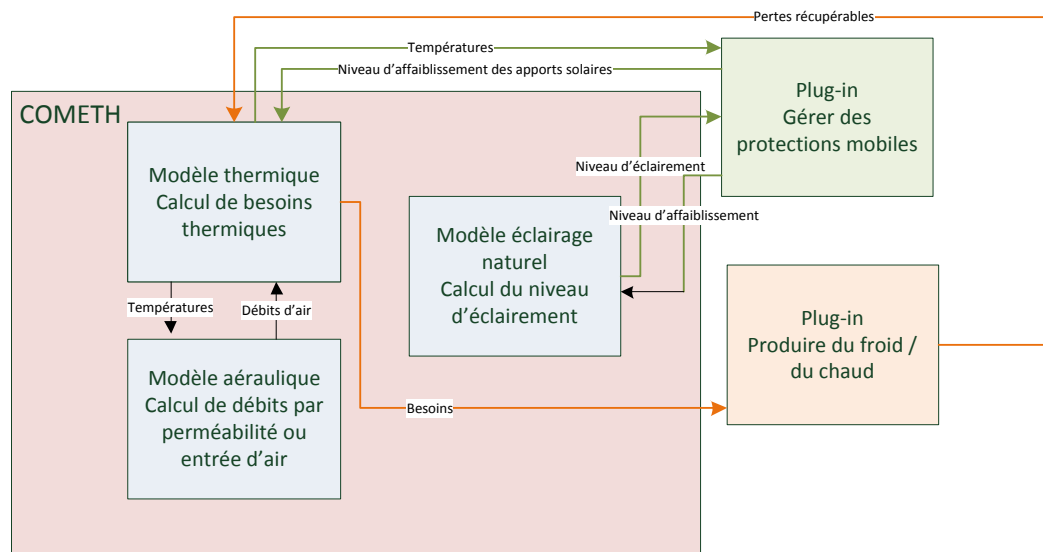 Pertes récupérables
Températures
Niveau d'affaiblissement des apports solaires
Plug-in
Gérer des
protections mobiles
COMETH
Modèle thermique
Calcul de besoins
thermiques
Niveau d'éclairement
Niveau d'affaiblissement
Modèle éclairage
naturel
Calcul du niveau
d'éclairement
Températures
Débits d'air
Plug-in
Produire du froid /
du chaud
Modèle aéraulique
Calcul de débits par
perméabilité ou
entrée d'air
Besoins